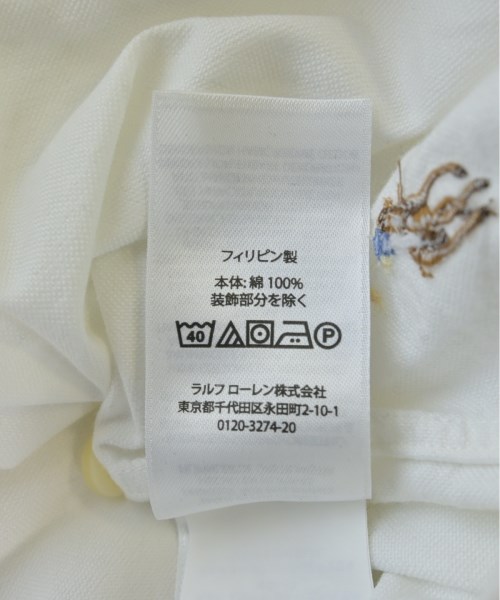 フィリピン製
本体: 綿 100%
装飾部分を除く
40 P
ラルフ ローレン株式会社
東京都千代田区永田町2-10-1
0120-3274-20